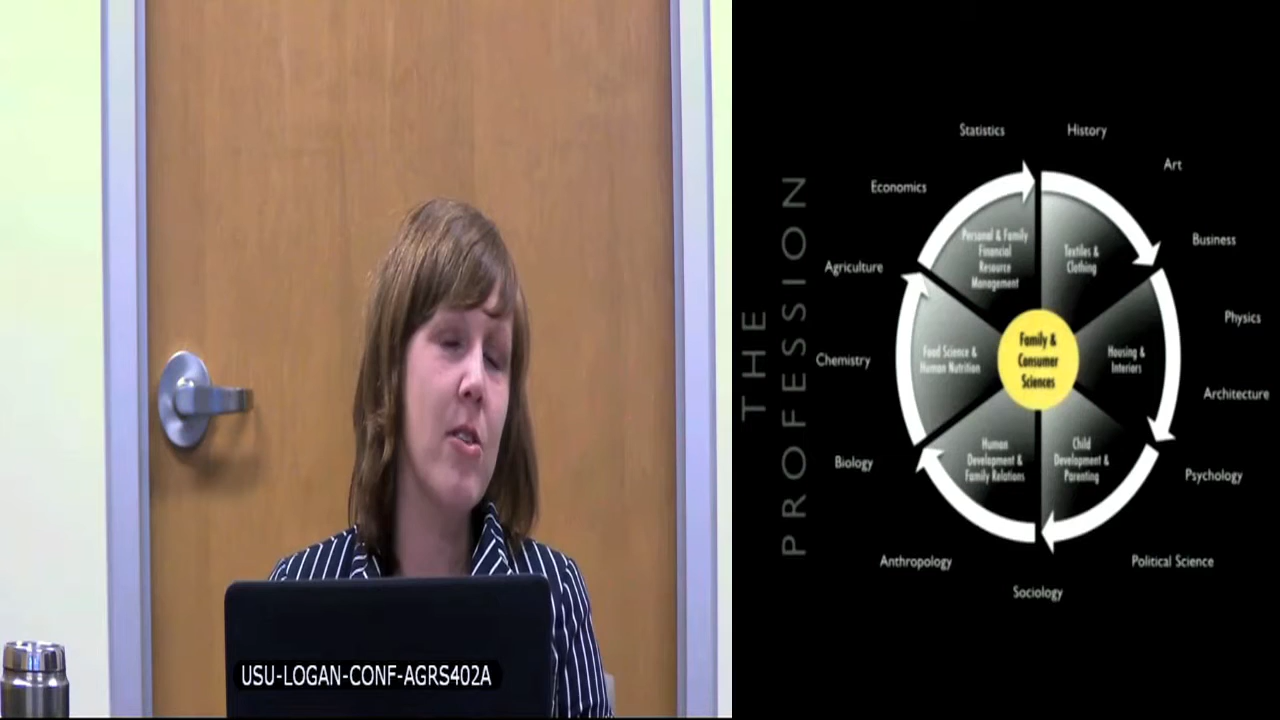 USU-LOGAN-CONF-AGRS402A
THE
PROFESSION
Statistics
History
Art
Economics
Business
Agriculture
Physics
Chemistry
Architecture
Biology
Psychology
Anthropology
Political Science
Sociology
Personal & Family
Financial
Resource
Management
Textiles &
Clothing
Food Science &
Human Nutrition
Family &
Consumer
Sciences
Housing &
Interiors
Human
Development &
Family Relations
Child
Development &
Parenting